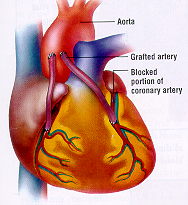 Aorta
Grafted artery
Blocked
portion of
coronary artery